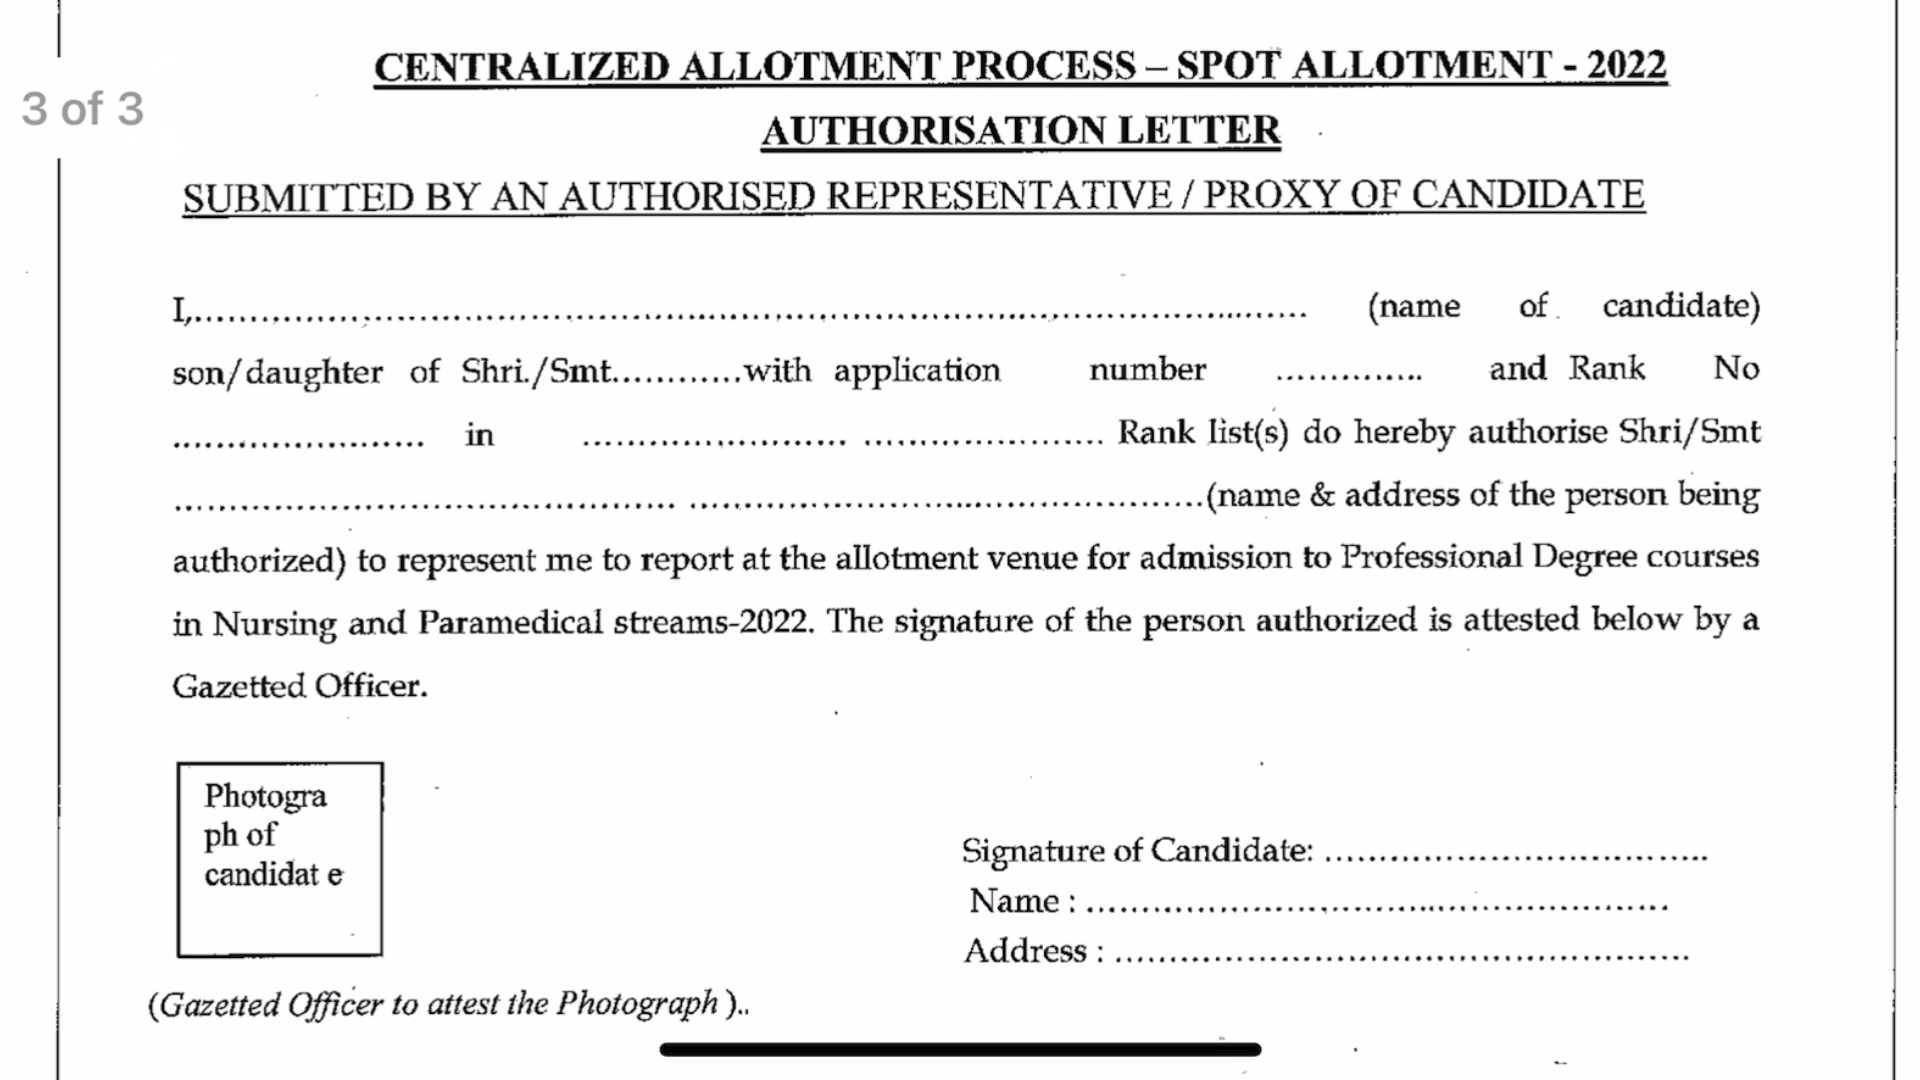 CENTRALIZED ALLOTMENT PROCESS – SPOT ALLOTMENT - 2022
3 of 3
AUTHORISATION LETTER
SUBMITTED BY AN AUTHORISED REPRESENTATIVE / PROXY OF CANDIDATE
I,.......................................................................................................... (name of candidate)
son/daughter of Shri./Smt............with application number .............. and Rank No
........................ in ......................... ....................... Rank list(s) do hereby authorise Shri/Smt
................................................ .................................................(name & address of the person being
authorized) to represent me to report at the allotment venue for admission to Professional Degree courses
in Nursing and Paramedical streams-2022. The signature of the person authorized is attested below by a
Gazetted Officer.
Photogra
ph of
candidat e
Signature of Candidate: ....................................
Name : .......................................................
Address : ......................................................
(Gazetted Officer to attest the Photograph )..